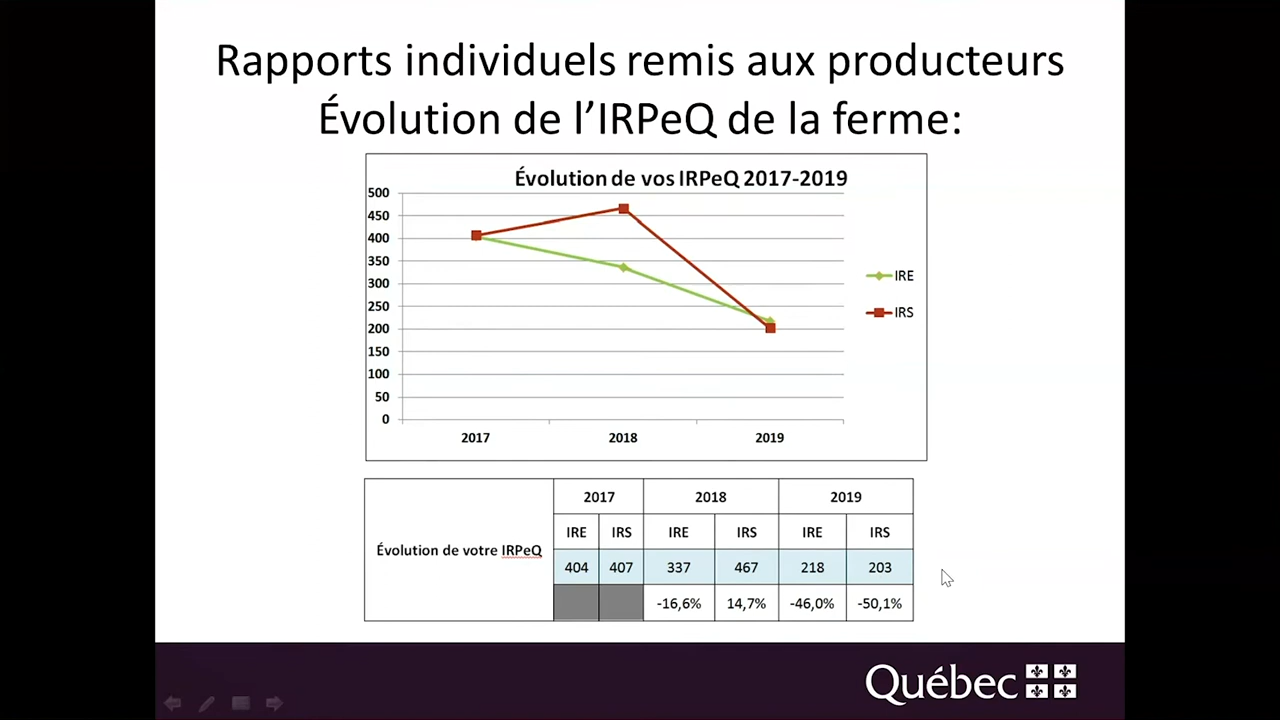 Rapports individuels remis aux producteurs
Évolution de l’IRPeQ de la ferme:
Évolution de vos IRPeQ 2017-2019
500
450
400
350
300
250
200
150
100
50
0
2017 2018 2019
IRE
IRS
Évolution de votre IRPeQ
2017 2018 2019
IRE IRS IRE IRS IRE IRS
404 407 337 467 218 203
-16,6% 14,7% -46,0% -50,1%
Québec